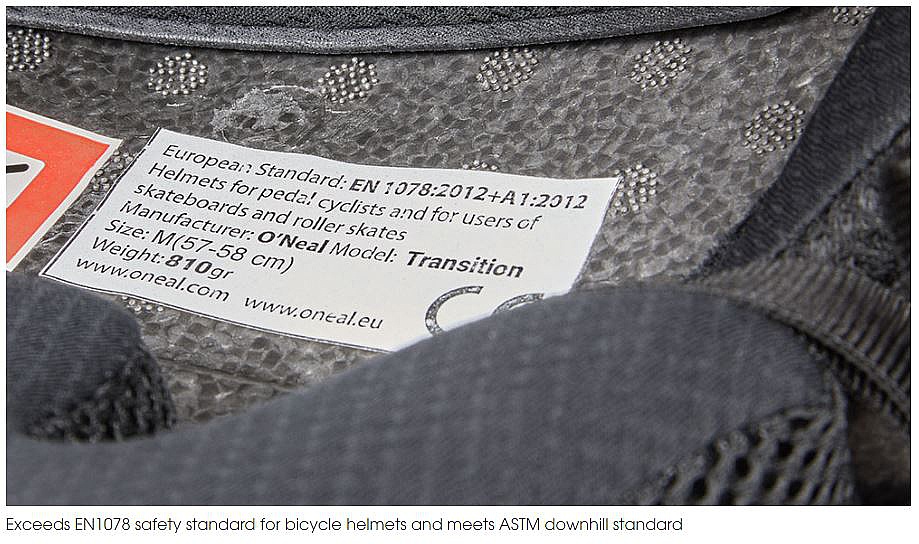 European Standard: EN 1078:2012+A1:2012
Helmets for pedal cyclists and for users of
skateboards and roller skates
Manufacturer: O'Neal Model: Transition
Size: M(57-58 cm)
Weight: 810gr
www.oneal.com www.oneal.eu
CE
Exceeds EN1078 safety standard for bicycle helmets and meets ASTM downhill standard